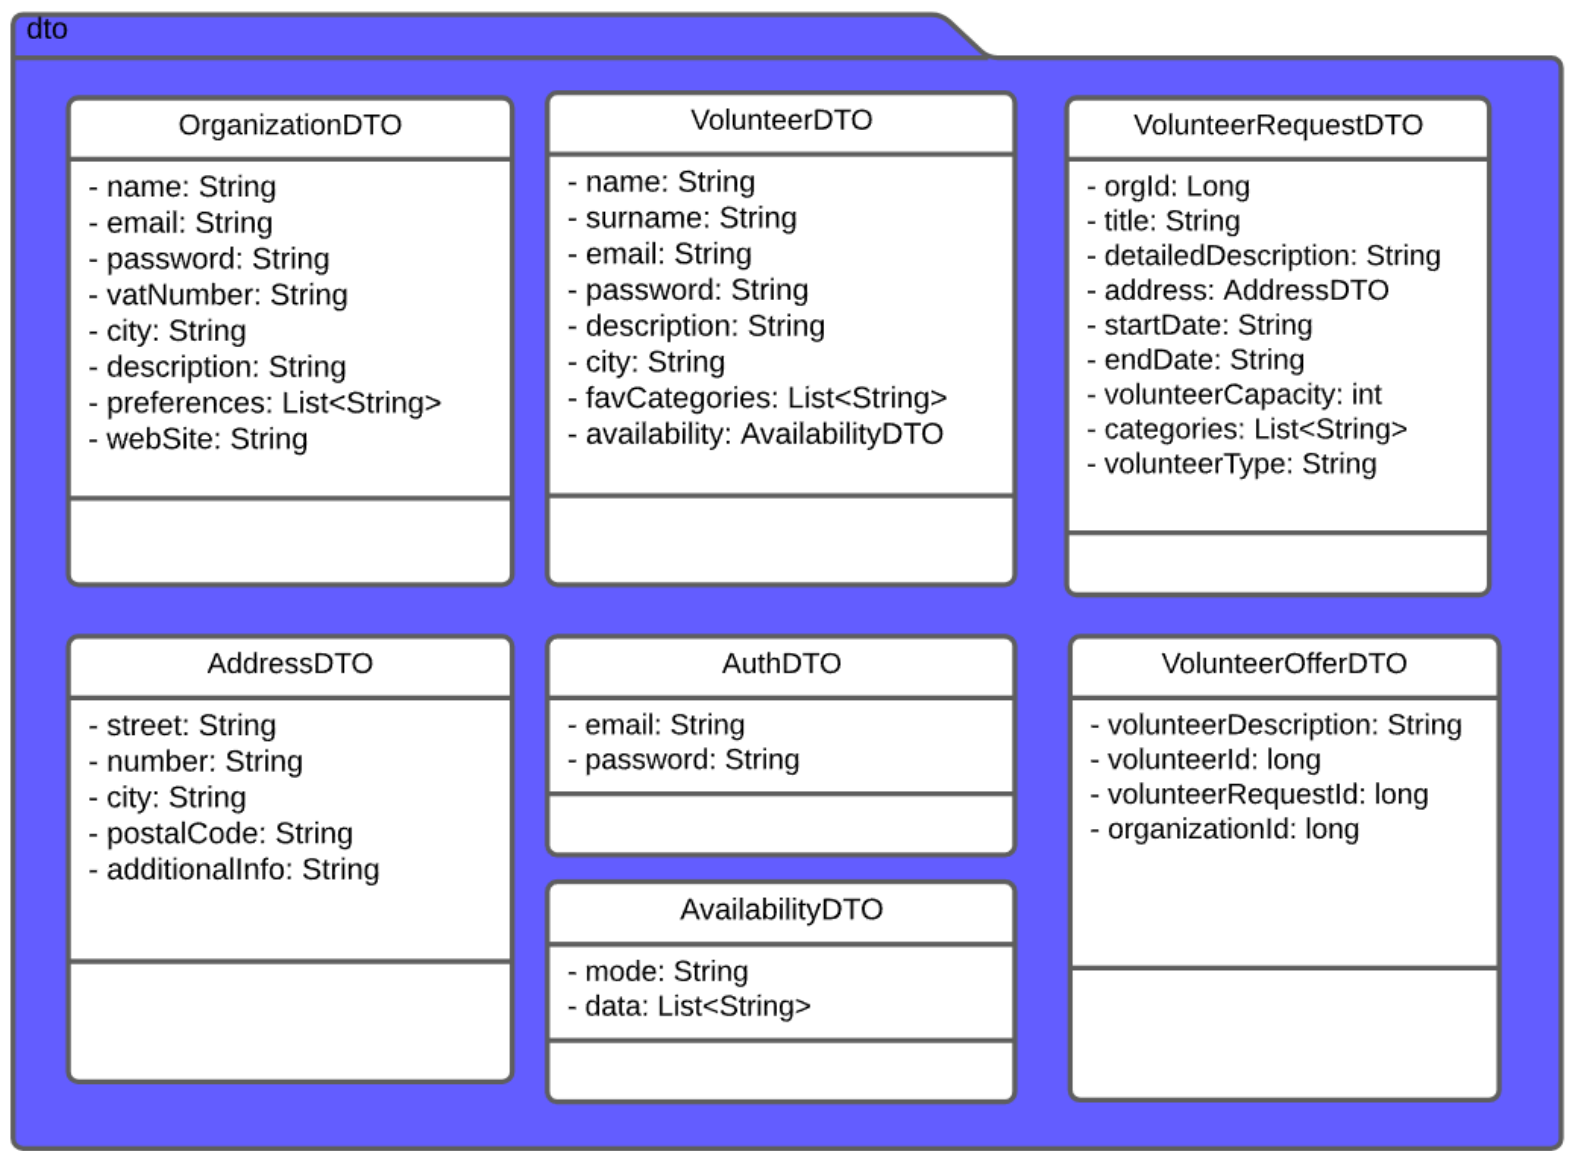 dto
OrganizationDTO
- name: String
- email: String
- password: String
- vatNumber: String
- city: String
- description: String
- preferences: List<String>
- webSite: String
VolunteerDTO
- name: String
- surname: String
- email: String
- password: String
- description: String
- city: String
- favCategories: List<String>
- availability: AvailabilityDTO
VolunteerRequestDTO
- orgId: Long
- title: String
- detailedDescription: String
- address: AddressDTO
- startDate: String
- endDate: String
- volunteerCapacity: int
- categories: List<String>
- volunteerType: String
AddressDTO
- street: String
- number: String
- city: String
- postalCode: String
- additionalInfo: String
AuthDTO
- email: String
- password: String
AvailabilityDTO
- mode: String
- data: List<String>
VolunteerOfferDTO
- volunteerDescription: String
- volunteerId: long
- volunteerRequestId: long
- organizationId: long